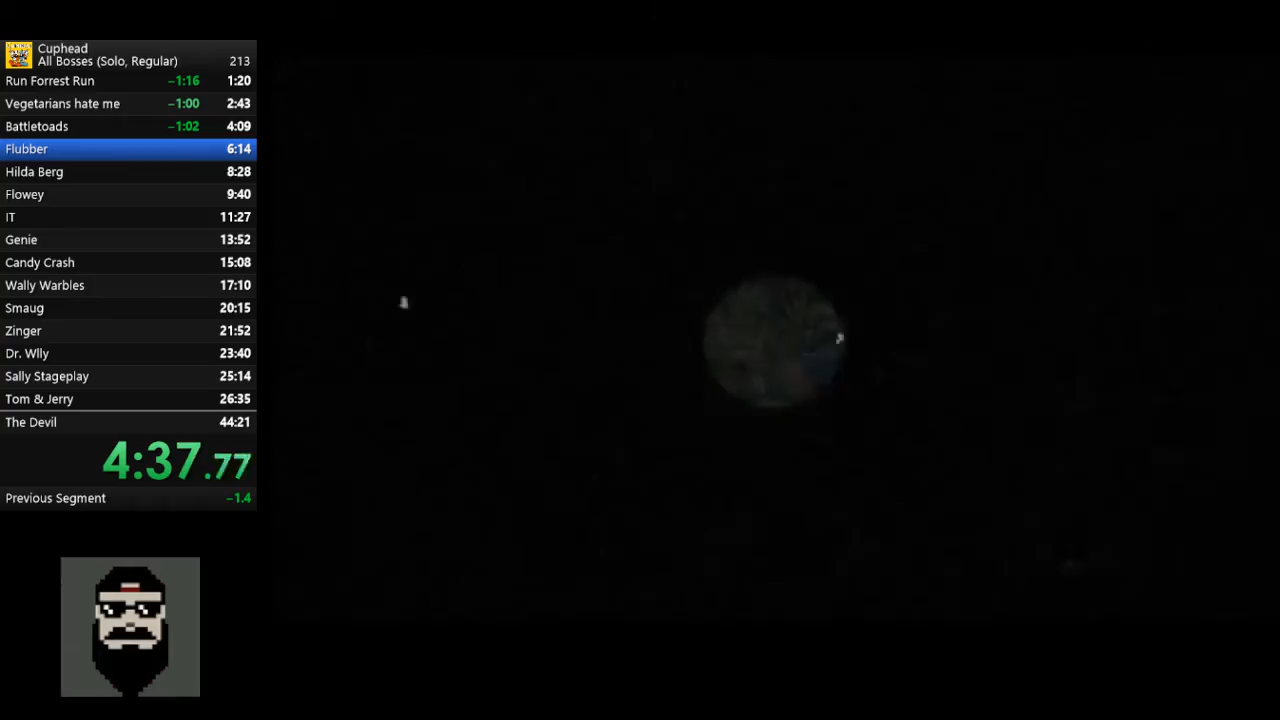 Cuphead
All Bosses (Solo, Regular) 213
Run Forrest Run −1:16 1:20
Vegetarians hate me −1:00 2:43
Battletoads −1:02 4:09
Flubber 6:14
Hilda Berg 8:28
Flowey 9:40
IT 11:27
Genie 13:52
Candy Crash 15:08
Wally Warbles 17:10
Smaug 20:15
Zinger 21:52
Dr. Wlly 23:40
Sally Stageplay 25:14
Tom & Jerry 26:35
The Devil 44:21
4:37.77
Previous Segment −1.4